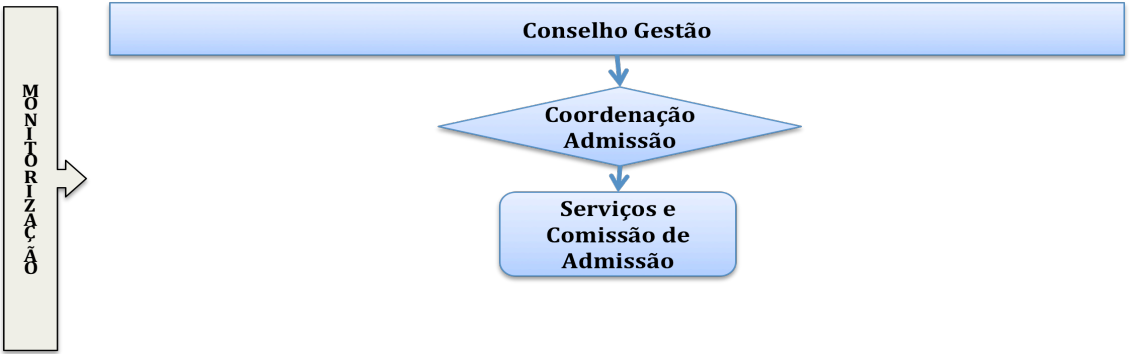 MONITORIZAÇÃO
Conselho Gestão
Coordenação
Admissão
Serviços e
Comissão de
Admissão